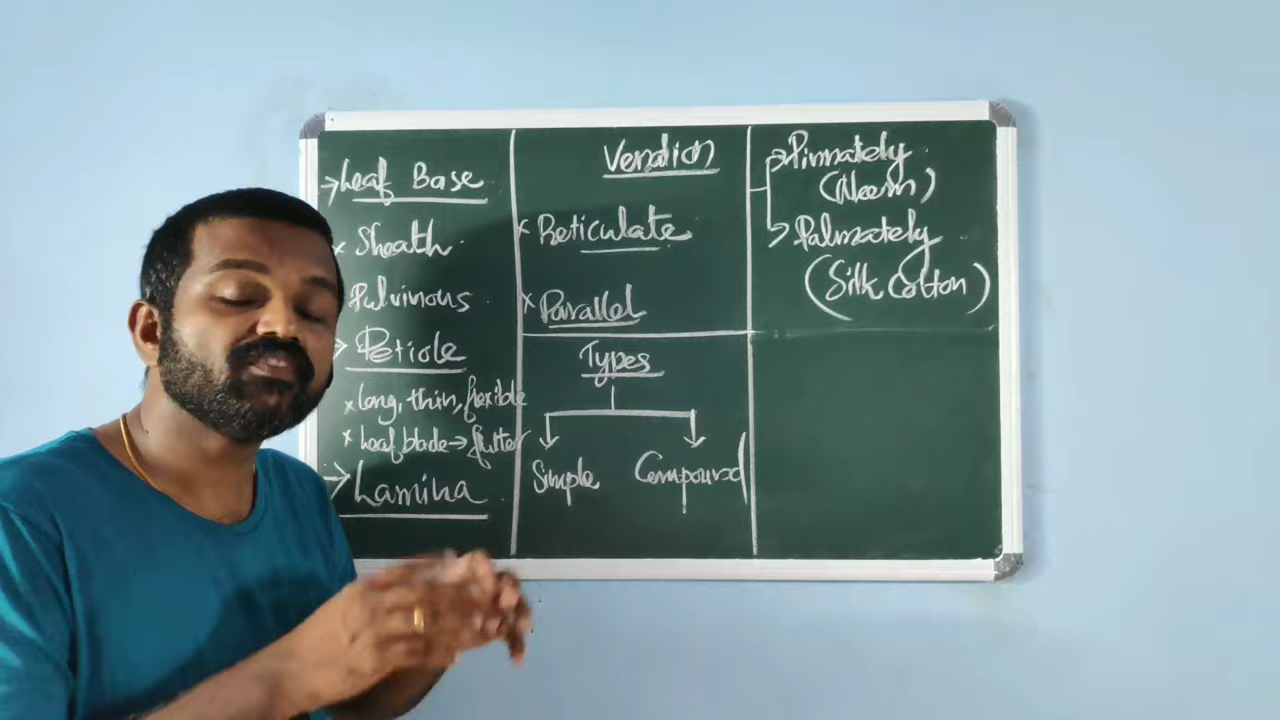 → Leaf Base
x Sheath
Pulvinous
→ Petiole
x long, thin, flexible
x Leaf blade → flutter
→ Lamina
Venation
x Reticulate
x Parallel
Types
Simple Compound
→ Pinnately
(Neem)
→ Palmately
(Silk Cotton)